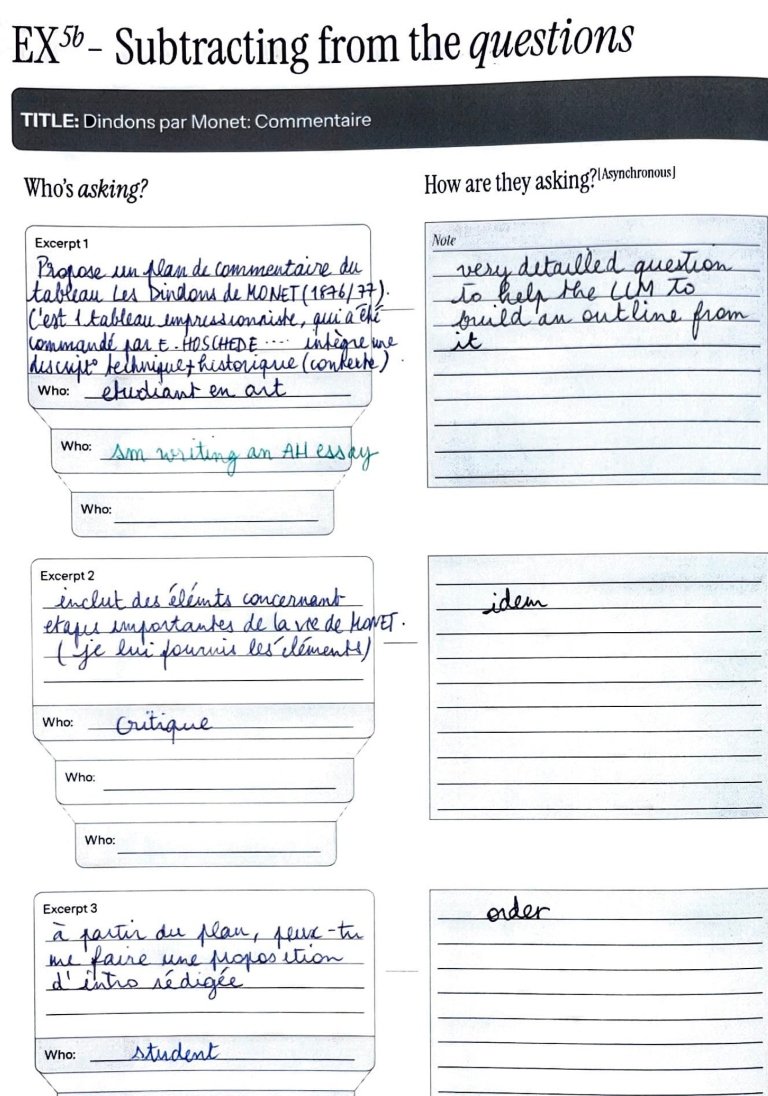 EX5b – Subtracting from the questions
TITLE: Dindons par Monet: Commentaire
Who's asking?
How are they asking? [Asynchronous]
Excerpt 1
Propose un plan de commentaire du
tableau Les Dindons de MONET (1876/77).
C'est 1 tableau impressionniste, qui a été
commandé par E. HOSCHEDE .... intègre une
descript° technique + historique (contexte)
Who: etudiant en art
Who: sm writing an AH essay
Who:
Note
very detailled question
to help the LLM to
build an outline from
it
Excerpt 2
inclut des élémts concernant
etapes importantes de la vie de MONET.
(je lui fournis les éléments)
Who: Critique
Who:
Who:
idem
Excerpt 3
à partir du plan, peux-tu
me faire une proposition
d'intro rédigée
Who: student
order